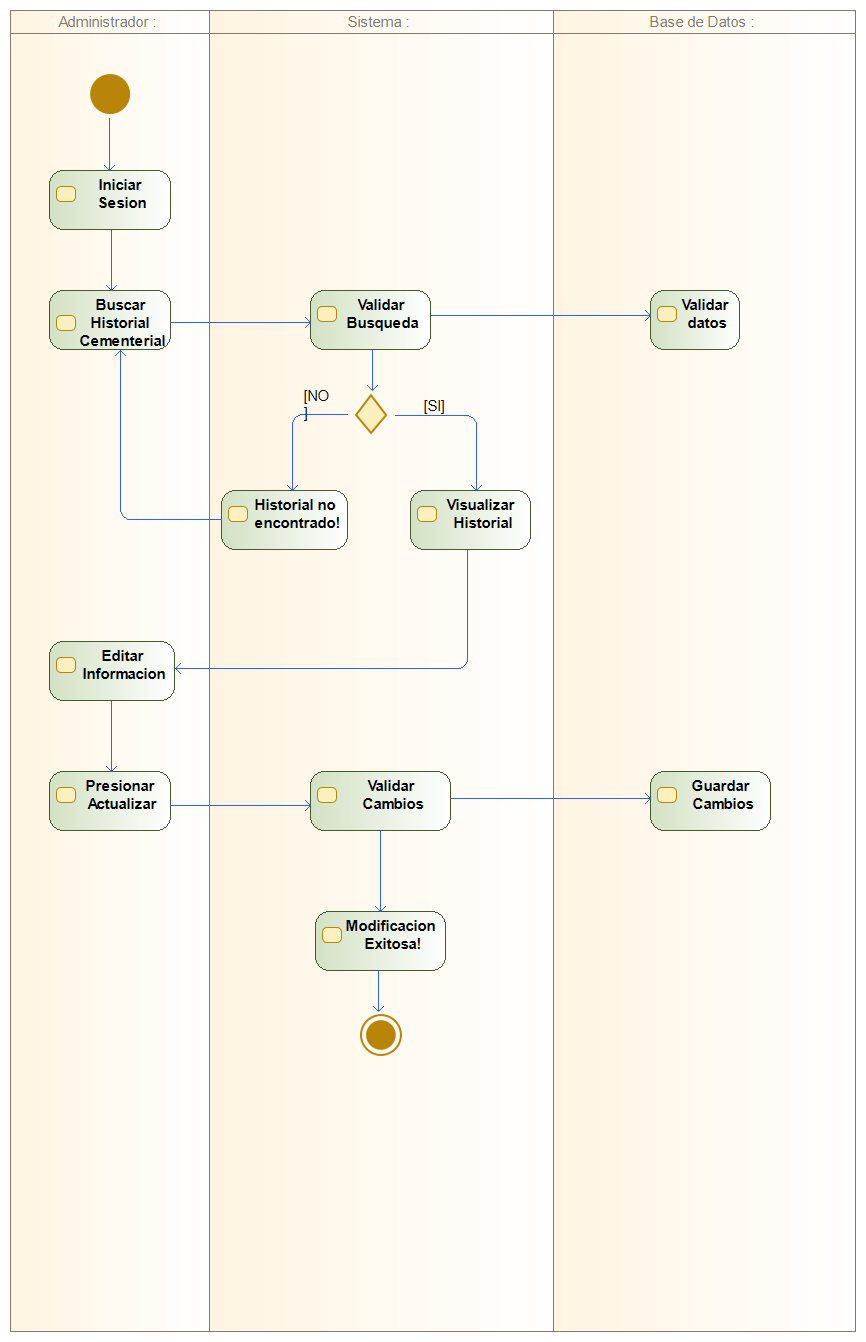 Administrador :
Sistema :
Base de Datos :
Iniciar
Sesion
Buscar
Historial
Cementerial
Validar
Busqueda
Validar
datos
[NO
]
[SI]
Historial no
encontrado!
Visualizar
Historial
Editar
Informacion
Presionar
Actualizar
Validar
Cambios
Guardar
Cambios
Modificacion
Exitosa!